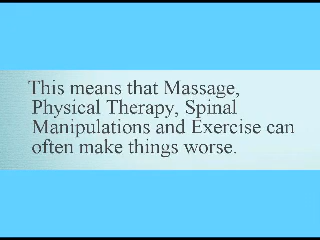 This means that Massage,
Physical Therapy, Spinal
Manipulations and Exercise can
often make things worse.